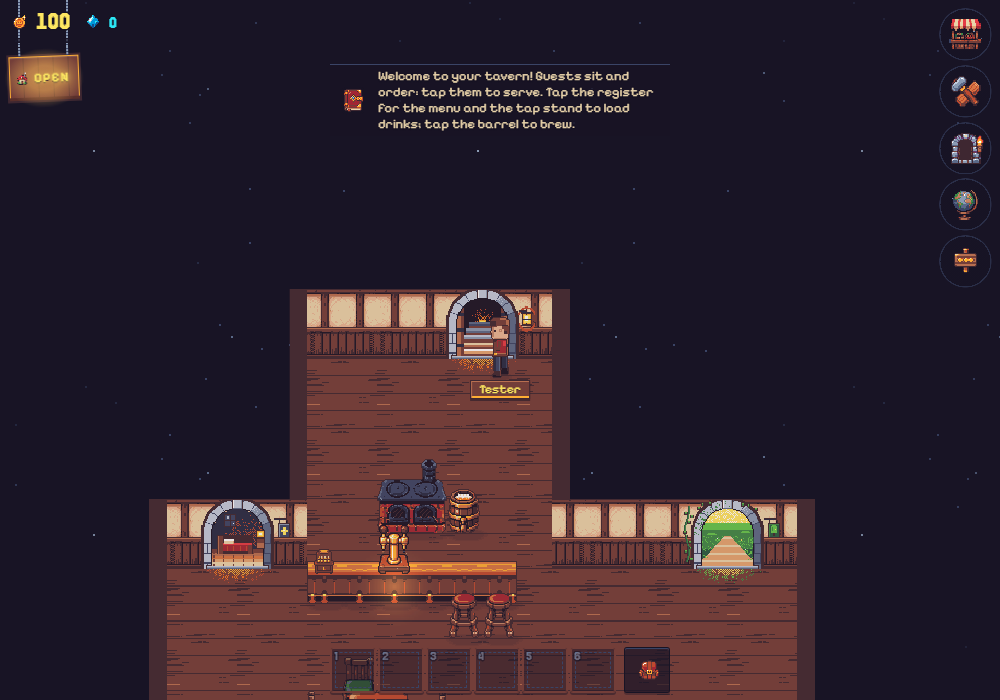 100
0
OPEN
Welcome to your tavern! Guests sit and
order: tap them to serve. Tap the register
for the menu and the tap stand to load
drinks; tap the barrel to brew.
Tester
1 2 3 4 5 6